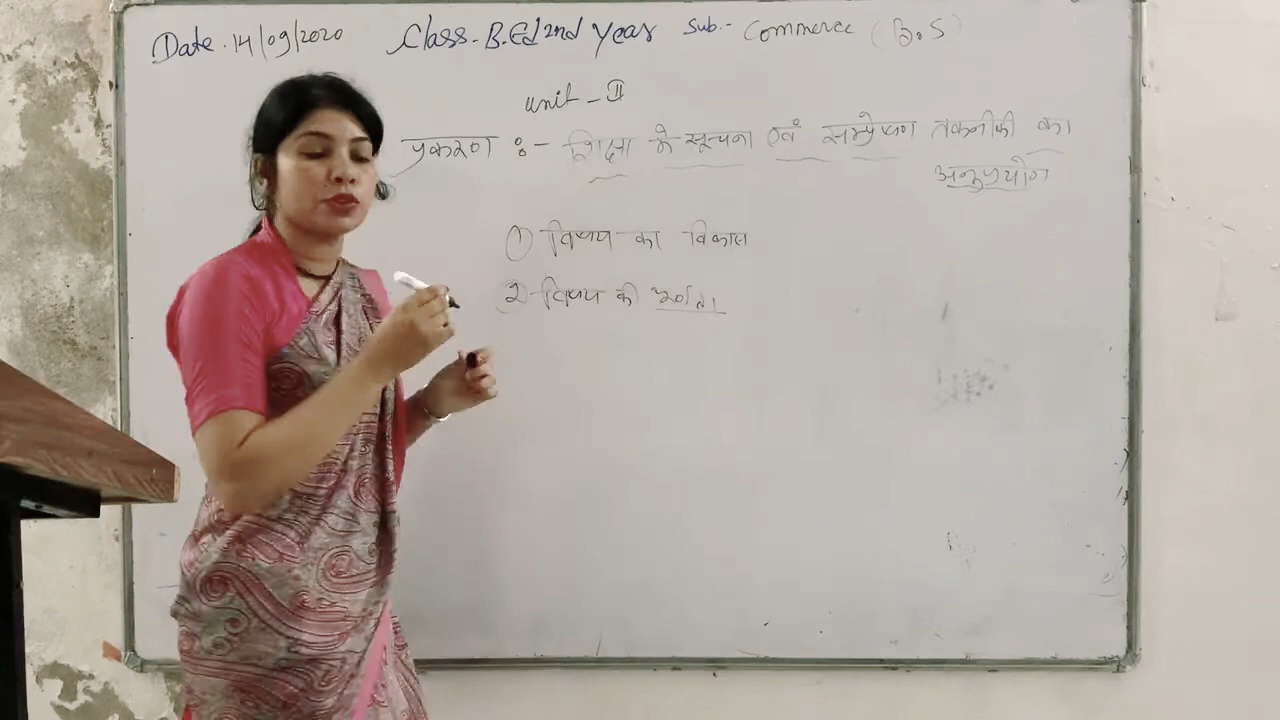 Date. 14/09/2020 Class- B.Ed 2nd Year Sub:- Commerce (B.S)
Unit - II
प्रकरण :- शिक्षा मे सूचना एवं सम्प्रेषण तकनीकी का
अनुप्रयोग
① विषय का विकास
2- विषय की